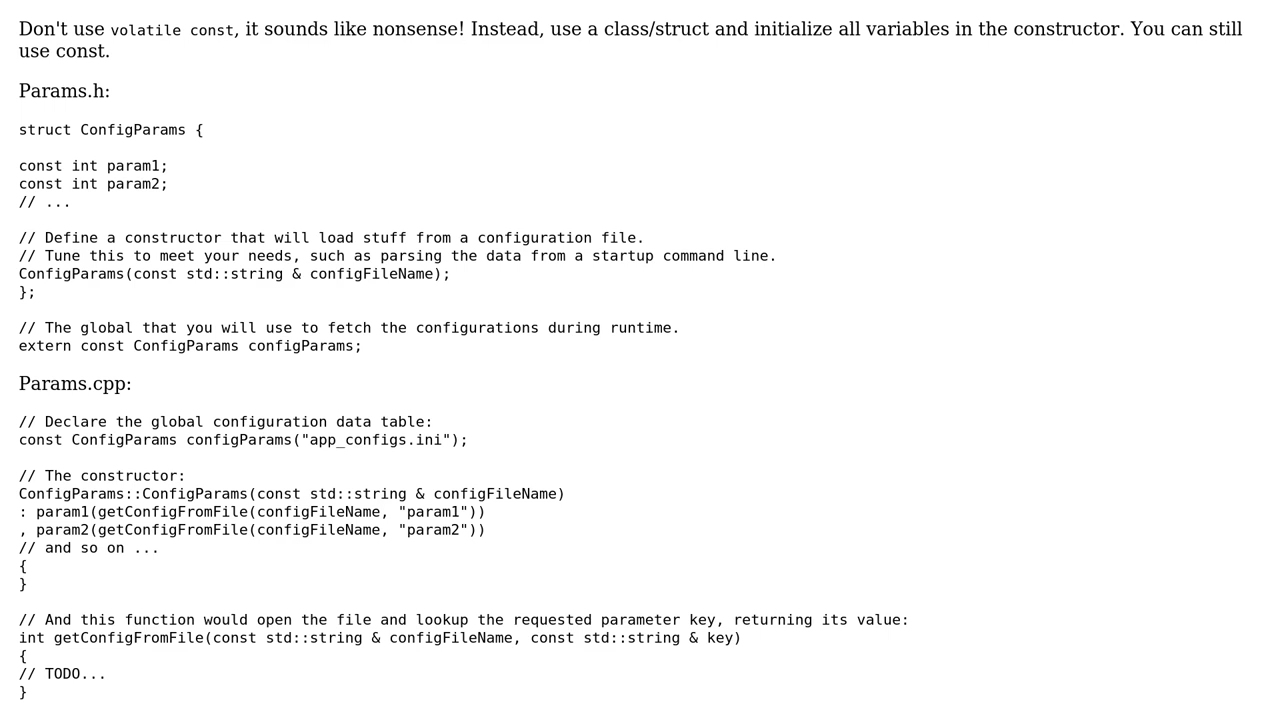 Don't use volatile const, it sounds like nonsense! Instead, use a class/struct and initialize all variables in the constructor. You can still
use const.
Params.h:
struct ConfigParams {
const int param1;
const int param2;
// ...
// Define a constructor that will load stuff from a configuration file.
// Tune this to meet your needs, such as parsing the data from a startup command line.
ConfigParams(const std::string & configFileName);
};
// The global that you will use to fetch the configurations during runtime.
extern const ConfigParams configParams;
Params.cpp:
// Declare the global configuration data table:
const ConfigParams configParams("app_configs.ini");
// The constructor:
ConfigParams::ConfigParams(const std::string & configFileName)
: param1(getConfigFromFile(configFileName, "param1"))
, param2(getConfigFromFile(configFileName, "param2"))
// and so on ...
{
}
// And this function would open the file and lookup the requested parameter key, returning its value:
int getConfigFromFile(const std::string & configFileName, const std::string & key)
{
// TODO...
}